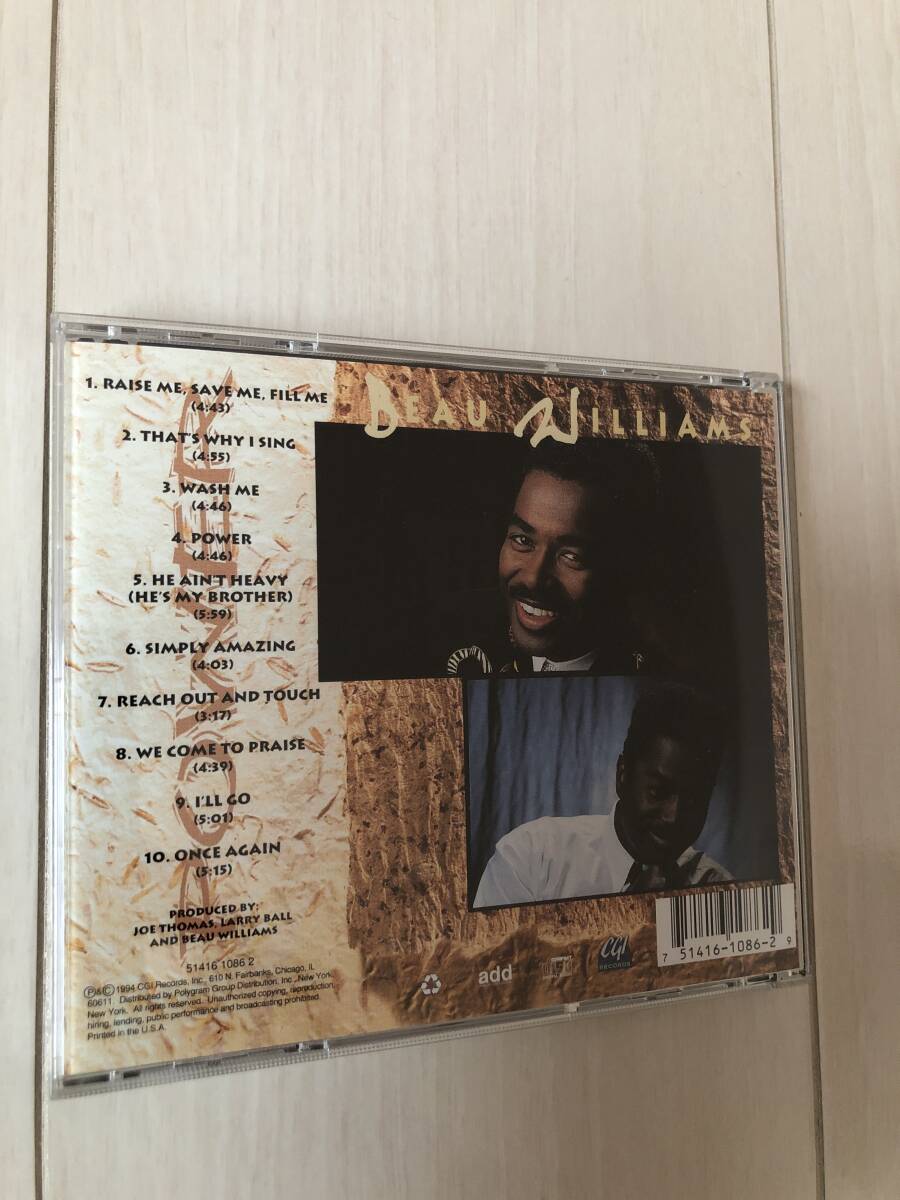 1. RAISE ME, SAVE ME, FILL ME
(4:43)
2. THAT'S WHY I SING
(4:55)
3. WASH ME
(4:46)
4. POWER
(4:46)
5. HE AIN'T HEAVY
(HE'S MY BROTHER)
(5:59)
6. SIMPLY AMAZING
(4:03)
7. REACH OUT AND TOUCH
(3:17)
8. WE COME TO PRAISE
(4:39)
9. I'LL GO
(5:01)
10. ONCE AGAIN
(5:15)
PRODUCED BY:
JOE THOMAS, LARRY BALL
AND BEAU WILLIAMS
51416 1086 2
Ⓟ&© 1994 CGI Records, Inc., 610 N. Fairbanks, Chicago, IL
60611. Distributed by Polygram Group Distribution, Inc., New York,
New York. All rights reserved. Unauthorized copying, reproduction,
hiring, lending, public performance and broadcasting prohibited.
Printed in the U.S.A.
POWER
BEAU WILLIAMS
add
CGI
RECORDS
7 51416-1086-2 9